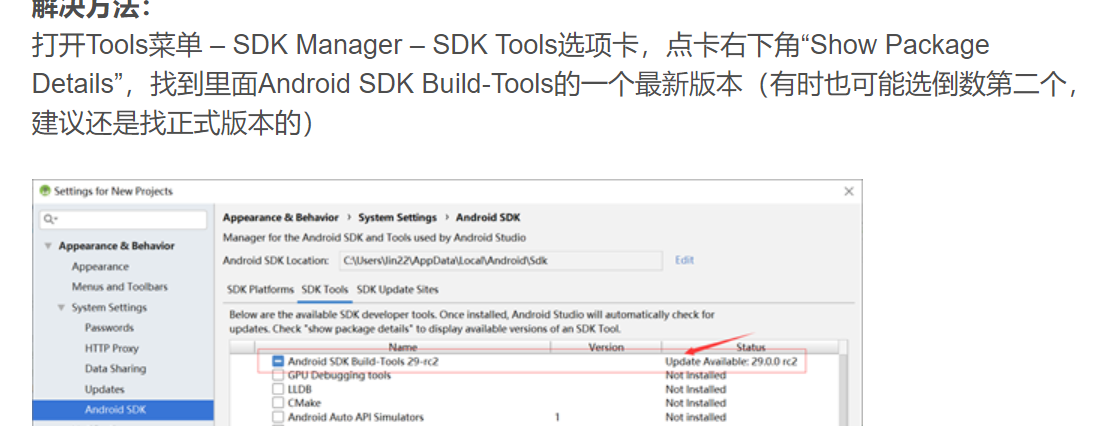 解决方法：
打开Tools菜单 – SDK Manager – SDK Tools选项卡，点卡右下角“Show Package
Details”，找到里面Android SDK Build-Tools的一个最新版本（有时也可能选倒数第二个，
建议还是找正式版本的）
Settings for New Projects
Appearance & Behavior › System Settings › Android SDK
Manager for the Android SDK and Tools used by Android Studio
Appearance & Behavior
Android SDK Location: C:\Users\lin22\AppData\Local\Android\Sdk Edit
Appearance
Menus and Toolbars
SDK Platforms SDK Tools SDK Update Sites
System Settings
Below are the available SDK developer tools. Once installed, Android Studio will automatically check for
Passwords
updates. Check "show package details" to display available versions of an SDK Tool.
HTTP Proxy
Name Version Status
Data Sharing
Android SDK Build-Tools 29-rc2 Update Available: 29.0.0 rc2
GPU Debugging tools Not Installed
Updates
LLDB Not Installed
CMake Not Installed
Android SDK
Android Auto API Simulators 1 Not installed